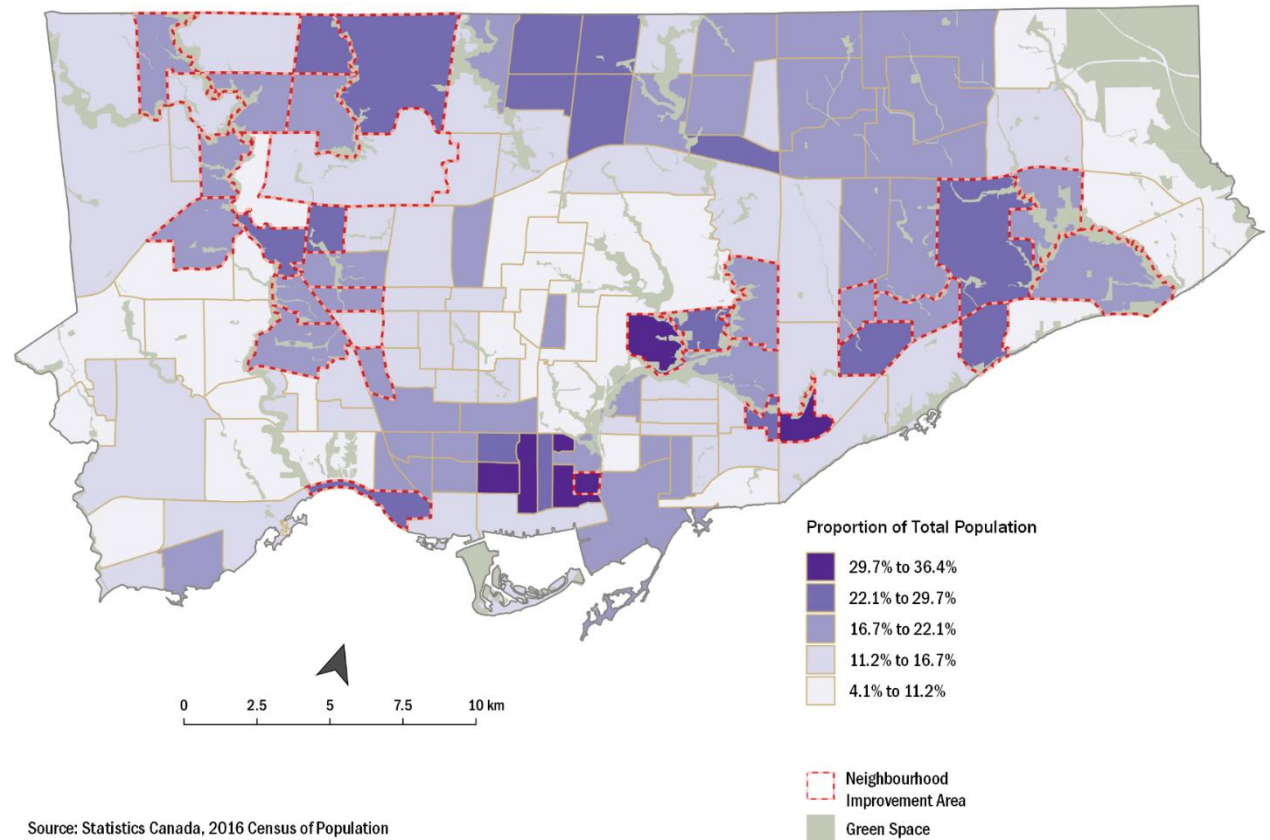 Proportion of Total Population
29.7% to 36.4%
22.1% to 29.7%
16.7% to 22.1%
11.2% to 16.7%
4.1% to 11.2%
0 2.5 5 7.5 10 km
Neighbourhood
Improvement Area
Green Space
Source: Statistics Canada, 2016 Census of Population